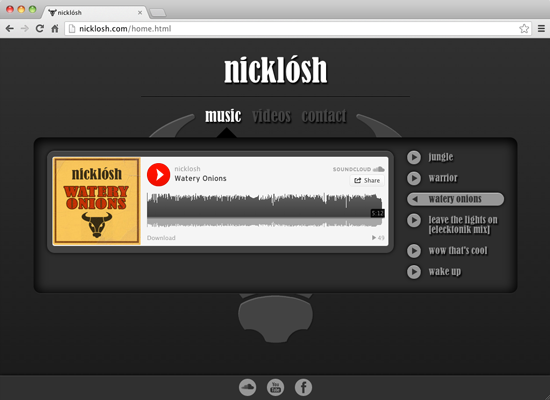 nicklósh
nicklosh.com/home.html
nicklósh
music videos contact
nicklósh
WATERY
ONIONS
nicklosh
Watery Onions
SOUNDCLOUD
Share
5:12
Download
49
jungle
warrior
watery onions
leave the lights on
[elecktonik mix]
wow that's cool
wake up
You
Tube
f